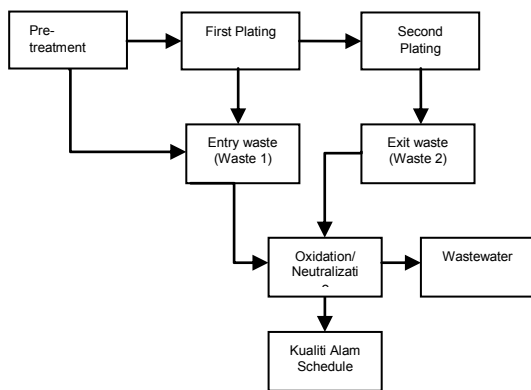 Pre-
treatment
First Plating
Second
Plating
Entry waste
(Waste 1)
Exit waste
(Waste 2)
Oxidation/
Neutralizati
Wastewater
Kualiti Alam
Schedule